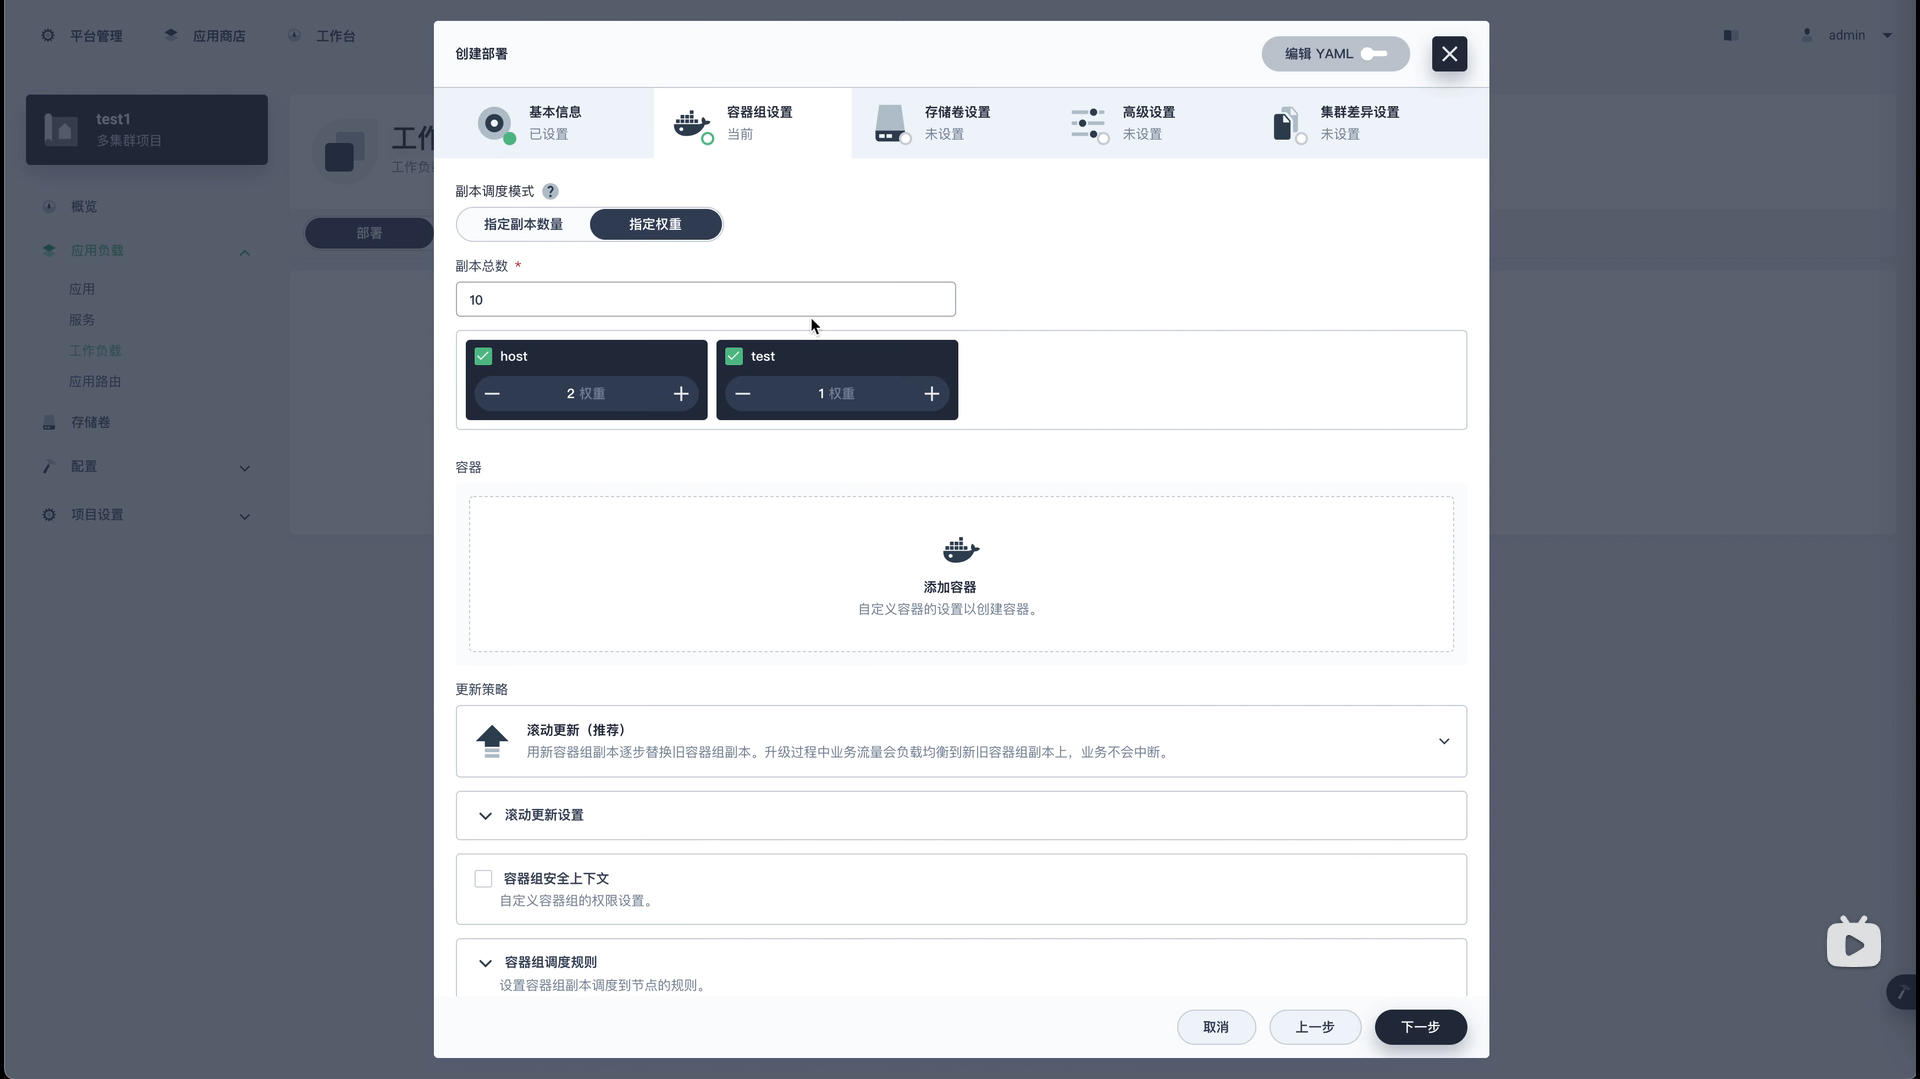 平台管理
应用商店
工作台
admin
创建部署
编辑 YAML
test1
多集群项目
概览
应用负载
应用
服务
工作负载
应用路由
存储卷
配置
项目设置
工作
工作负
部署
基本信息
已设置
容器组设置
当前
存储卷设置
未设置
高级设置
未设置
集群差异设置
未设置
副本调度模式 ?
指定副本数量
指定权重
副本总数 *
10
host
2 权重
test
1 权重
容器
添加容器
自定义容器的设置以创建容器。
更新策略
滚动更新（推荐）
用新容器组副本逐步替换旧容器组副本。升级过程中业务流量会负载均衡到新旧容器组副本上，业务不会中断。
滚动更新设置
容器组安全上下文
自定义容器组的权限设置。
容器组调度规则
设置容器组副本调度到节点的规则。
取消
上一步
下一步